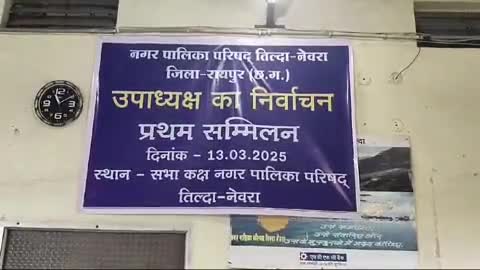 नगर पालिका परिषद तिल्दा-नेवरा
जिला-रायपुर (छ.ग.)
उपाध्यक्ष का निर्वाचन
प्रथम सम्मिलन
दिनांक - 13.03.2025
स्थान - सभा कक्ष नगर पालिका परिषद्
तिल्दा-नेवरा